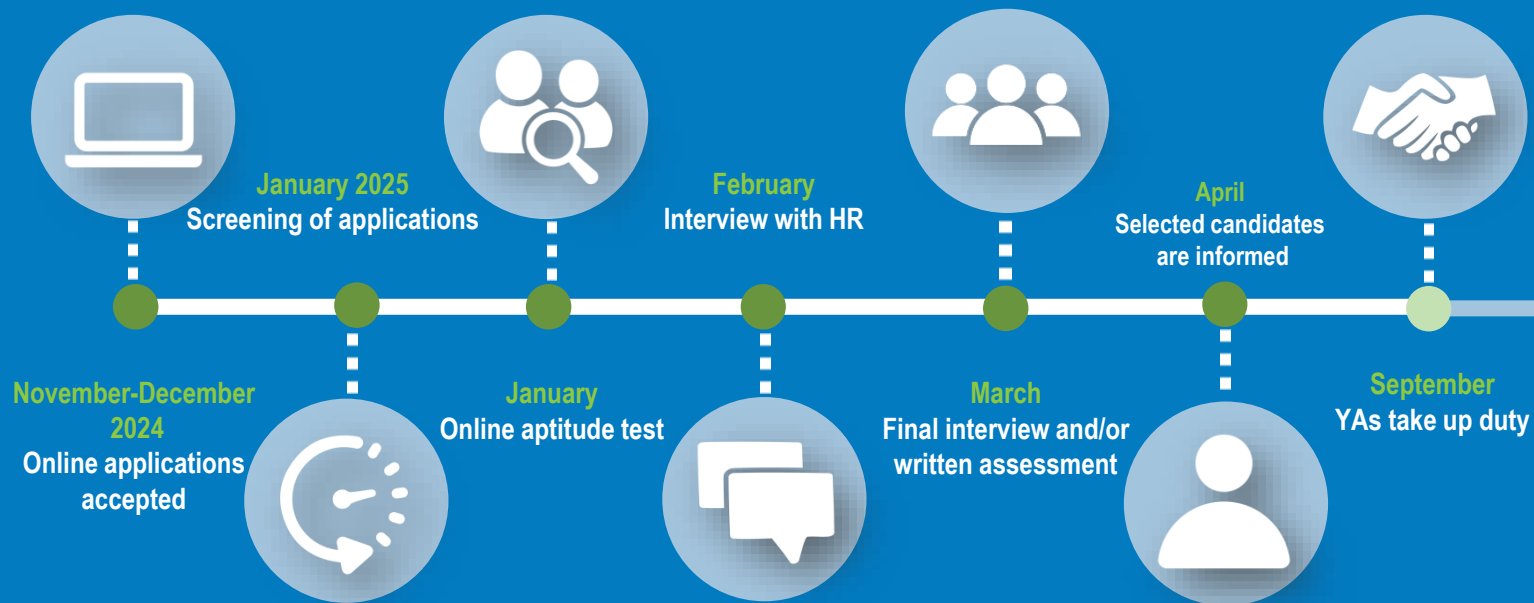 November-December
2024
Online applications
accepted
January 2025
Screening of applications
January
Online aptitude test
February
Interview with HR
March
Final interview and/or
written assessment
April
Selected candidates
are informed
September
YAs take up duty